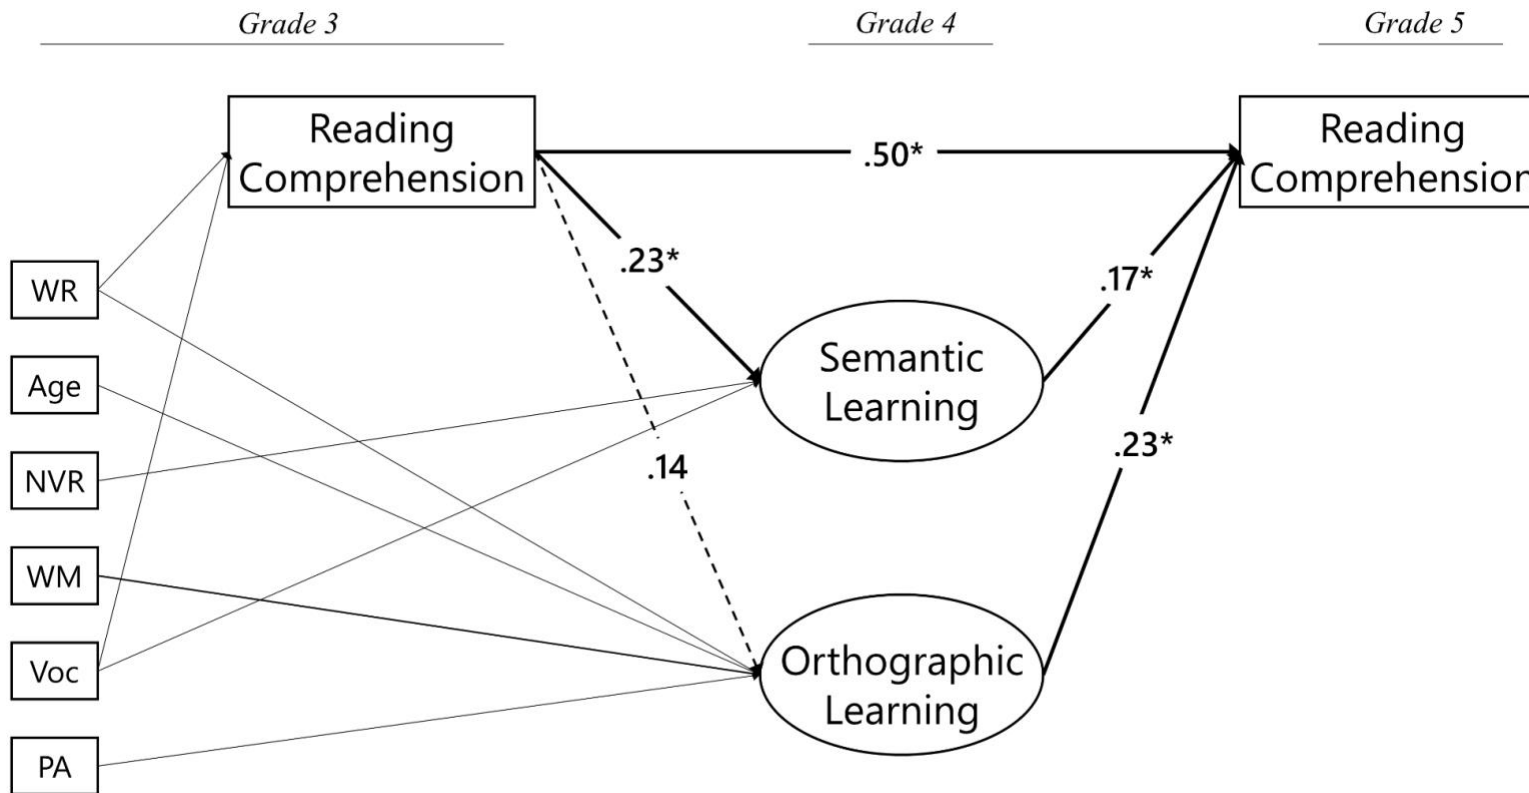 Grade 3
Grade 4
Grade 5
Reading
Comprehension
.50*
Reading
Comprehension
.23*
.17*
WR
Age
Semantic
Learning
.23*
NVR
.14
WM
Voc
Orthographic
Learning
PA